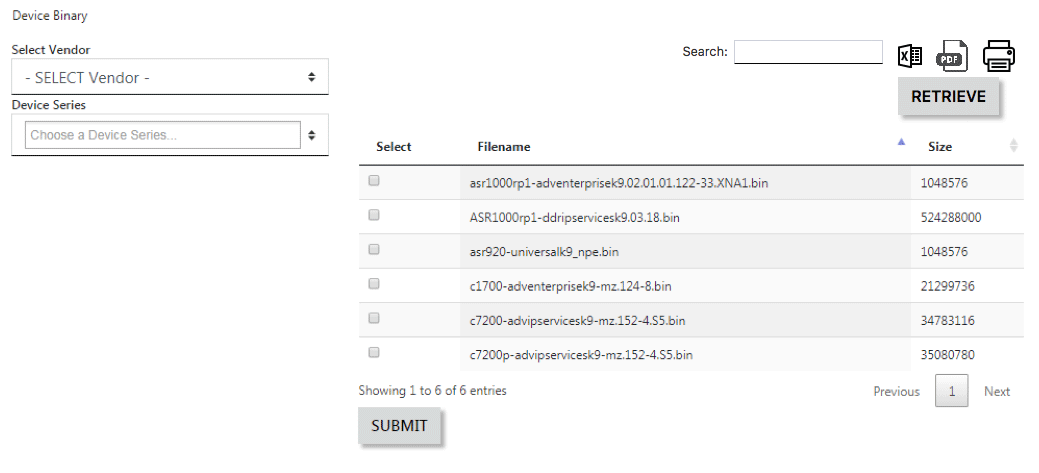 Device Binary
Select Vendor
- SELECT Vendor -
Device Series
Choose a Device Series...
Search:
PDF
RETRIEVE
Select Filename Size
asr1000rp1-adventerprisek9.02.01.01.122-33.XNA1.bin 1048576
ASR1000rp1-ddripservicesk9.03.18.bin 524288000
asr920-universalk9_npe.bin 1048576
c1700-adventerprisek9-mz.124-8.bin 21299736
c7200-advipservicesk9-mz.152-4.S5.bin 34783116
c7200p-advipservicesk9-mz.152-4.S5.bin 35080780
Showing 1 to 6 of 6 entries
Previous 1 Next
SUBMIT